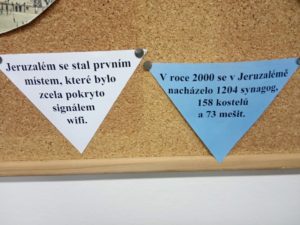 Jeruzalém se stal prvním
místem, které bylo
zcela pokryto
signálem
wifi.
V roce 2000 se v Jeruzalémě
nacházelo 1204 synagog,
158 kostelů
a 73 mešit.